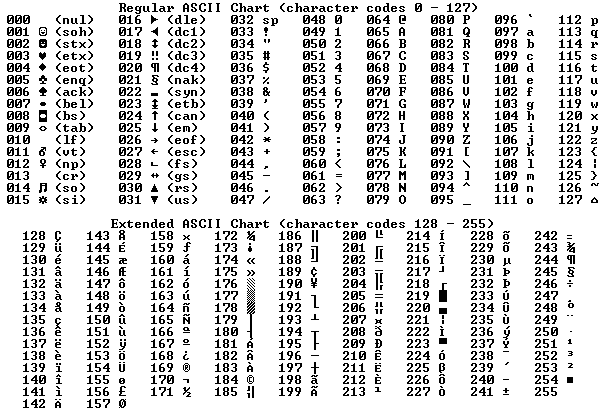 Regular ASCII Chart (character codes 0 - 127)
000 (nul) 016 ► (dle) 032 sp 048 0 064 @ 080 P 096 ` 112 p
001 ☺ (soh) 017 ◄ (dc1) 033 ! 049 1 065 A 081 Q 097 a 113 q
002 ☻ (stx) 018 ↕ (dc2) 034 " 050 2 066 B 082 R 098 b 114 r
003 ♥ (etx) 019 ‼ (dc3) 035 # 051 3 067 C 083 S 099 c 115 s
004 ♦ (eot) 020 ¶ (dc4) 036 $ 052 4 068 D 084 T 100 d 116 t
005 ♣ (enq) 021 § (nak) 037 % 053 5 069 E 085 U 101 e 117 u
006 ♠ (ack) 022 ▬ (syn) 038 & 054 6 070 F 086 V 102 f 118 v
007 • (bel) 023 ↨ (etb) 039 ' 055 7 071 G 087 W 103 g 119 w
008 ◘ (bs) 024 ↑ (can) 040 ( 056 8 072 H 088 X 104 h 120 x
009 ○ (tab) 025 ↓ (em) 041 ) 057 9 073 I 089 Y 105 i 121 y
010 (lf) 026 → (eof) 042 * 058 : 074 J 090 Z 106 j 122 z
011 ♂ (vt) 027 ← (esc) 043 + 059 ; 075 K 091 [ 107 k 123 {
012 ♀ (np) 028 ∟ (fs) 044 , 060 < 076 L 092 \ 108 l 124 |
013 (cr) 029 ↔ (gs) 045 - 061 = 077 M 093 ] 109 m 125 }
014 ♫ (so) 030 ▲ (rs) 046 . 062 > 078 N 094 ^ 110 n 126 ~
015 ☼ (si) 031 ▼ (us) 047 / 063 ? 079 O 095 _ 111 o 127 ⌂
Extended ASCII Chart (character codes 128 - 255)
128 Ç 143 Å 158 × 172 ¼ 186 ║ 200 ╚ 214 Í 228 õ 242 ‗
129 ü 144 É 159 ƒ 173 ¡ 187 ╗ 201 ╔ 215 Î 229 Õ 243 ¾
130 é 145 æ 160 á 174 « 188 ╝ 202 ╩ 216 Ï 230 µ 244 ¶
131 â 146 Æ 161 í 175 » 189 ¢ 203 ╦ 217 ┘ 231 þ 245 §
132 ä 147 ô 162 ó 176 ░ 190 ¥ 204 ╠ 218 ┌ 232 Þ 246 ÷
133 à 148 ö 163 ú 177 ▒ 191 ┐ 205 ═ 219 █ 233 Ú 247 ¸
134 å 149 ò 164 ñ 178 ▓ 192 └ 206 ╬ 220 ▄ 234 Û 248 °
135 ç 150 û 165 Ñ 179 │ 193 ┴ 207 ¤ 221 ¦ 235 Ù 249 ¨
136 ê 151 ù 166 ª 180 ┤ 194 ┬ 208 ð 222 Ì 236 ý 250 ·
137 ë 152 ÿ 167 º 181 Á 195 ├ 209 Ð 223 ▀ 237 Ý 251 ¹
138 è 153 Ö 168 ¿ 182 Â 196 ─ 210 Ê 224 Ó 238 ¯ 252 ³
139 ï 154 Ü 169 ® 183 À 197 ┼ 211 Ë 225 ß 239 ´ 253 ²
140 î 155 ø 170 ¬ 184 © 198 ã 212 È 226 Ô 240 - 254 ■
141 ì 156 £ 171 ½ 185 ╣ 199 Ã 213 ı 227 Ò 241 ± 255
142 Ä 157 Ø